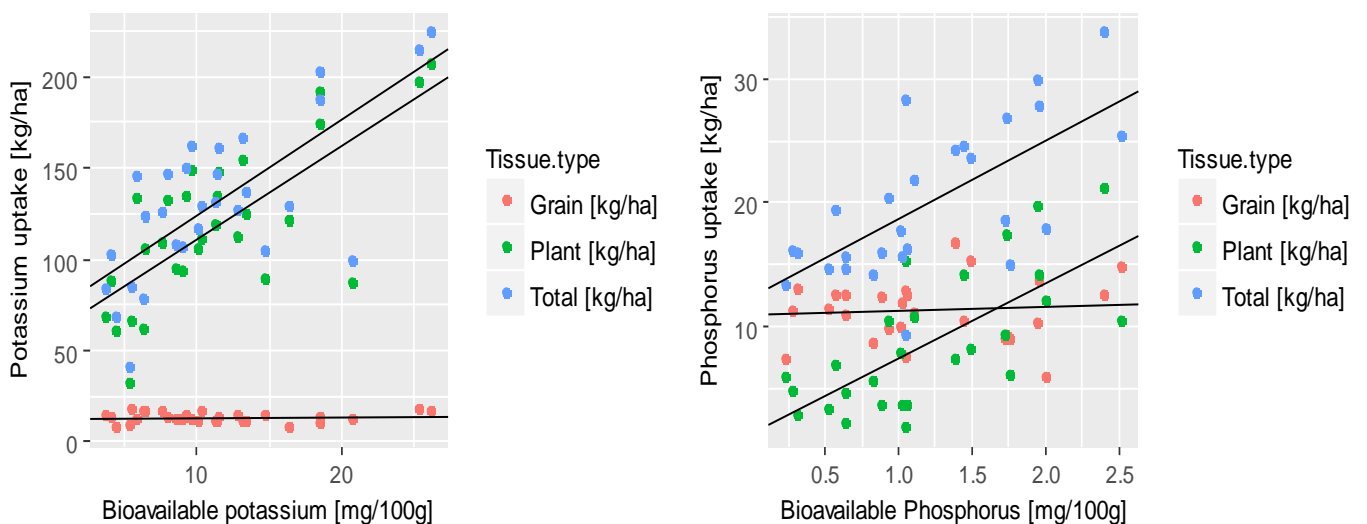 Potassium uptake [kg/ha]
200
150
100
50
0
10
20
Bioavailable potassium [mg/100g]
Tissue.type
Grain [kg/ha]
Plant [kg/ha]
Total [kg/ha]
Phosphorus uptake [kg/ha]
30
20
10
0.5
1.0
1.5
2.0
2.5
Bioavailable Phosphorus [mg/100g]
Tissue.type
Grain [kg/ha]
Plant [kg/ha]
Total [kg/ha]